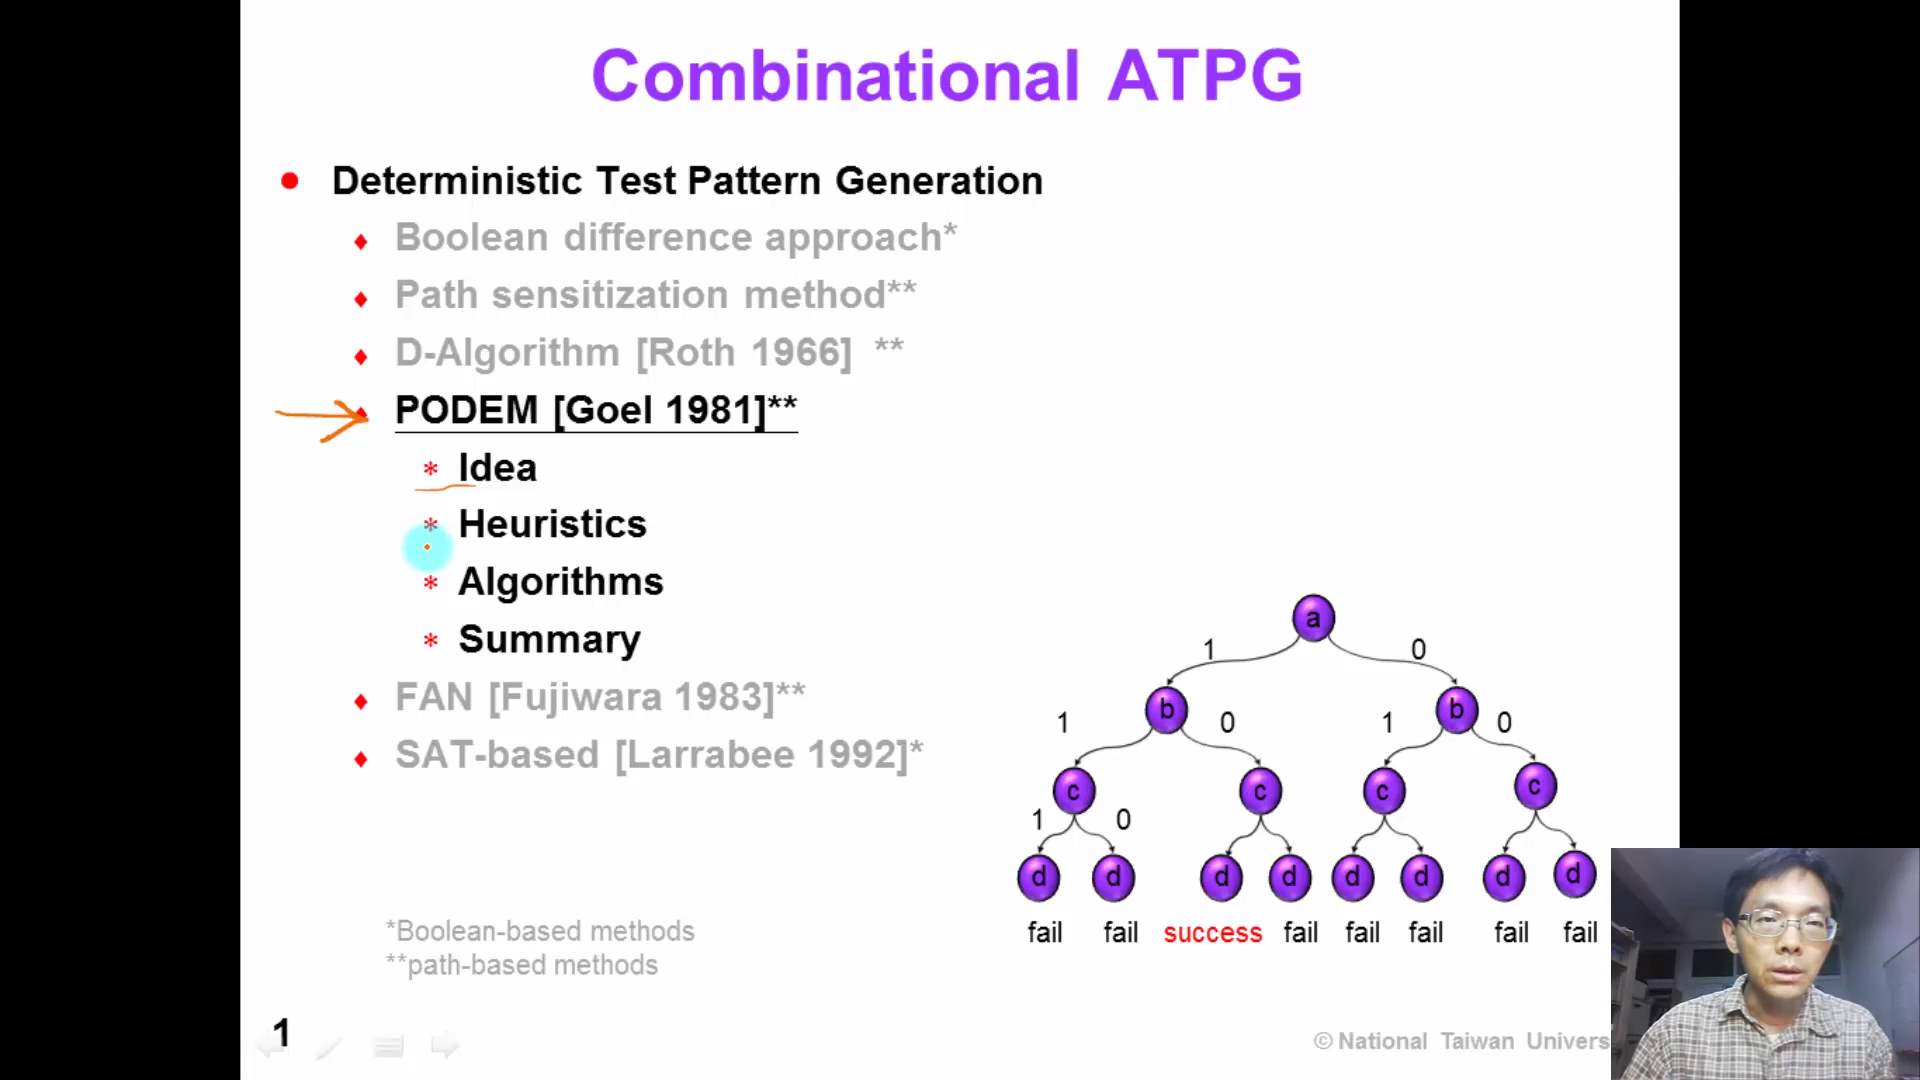 Combinational ATPG
Deterministic Test Pattern Generation
Boolean difference approach*
Path sensitization method**
D-Algorithm [Roth 1966] **
PODEM [Goel 1981]**
* Idea
* Heuristics
* Algorithms
* Summary
FAN [Fujiwara 1983]**
SAT-based [Larrabee 1992]*
a
1 0
b b
1 0 1 0
c c c c
1 0
d d d d d d d d
fail fail success fail fail fail fail fail
*Boolean-based methods
**path-based methods
1
© National Taiwan Univers